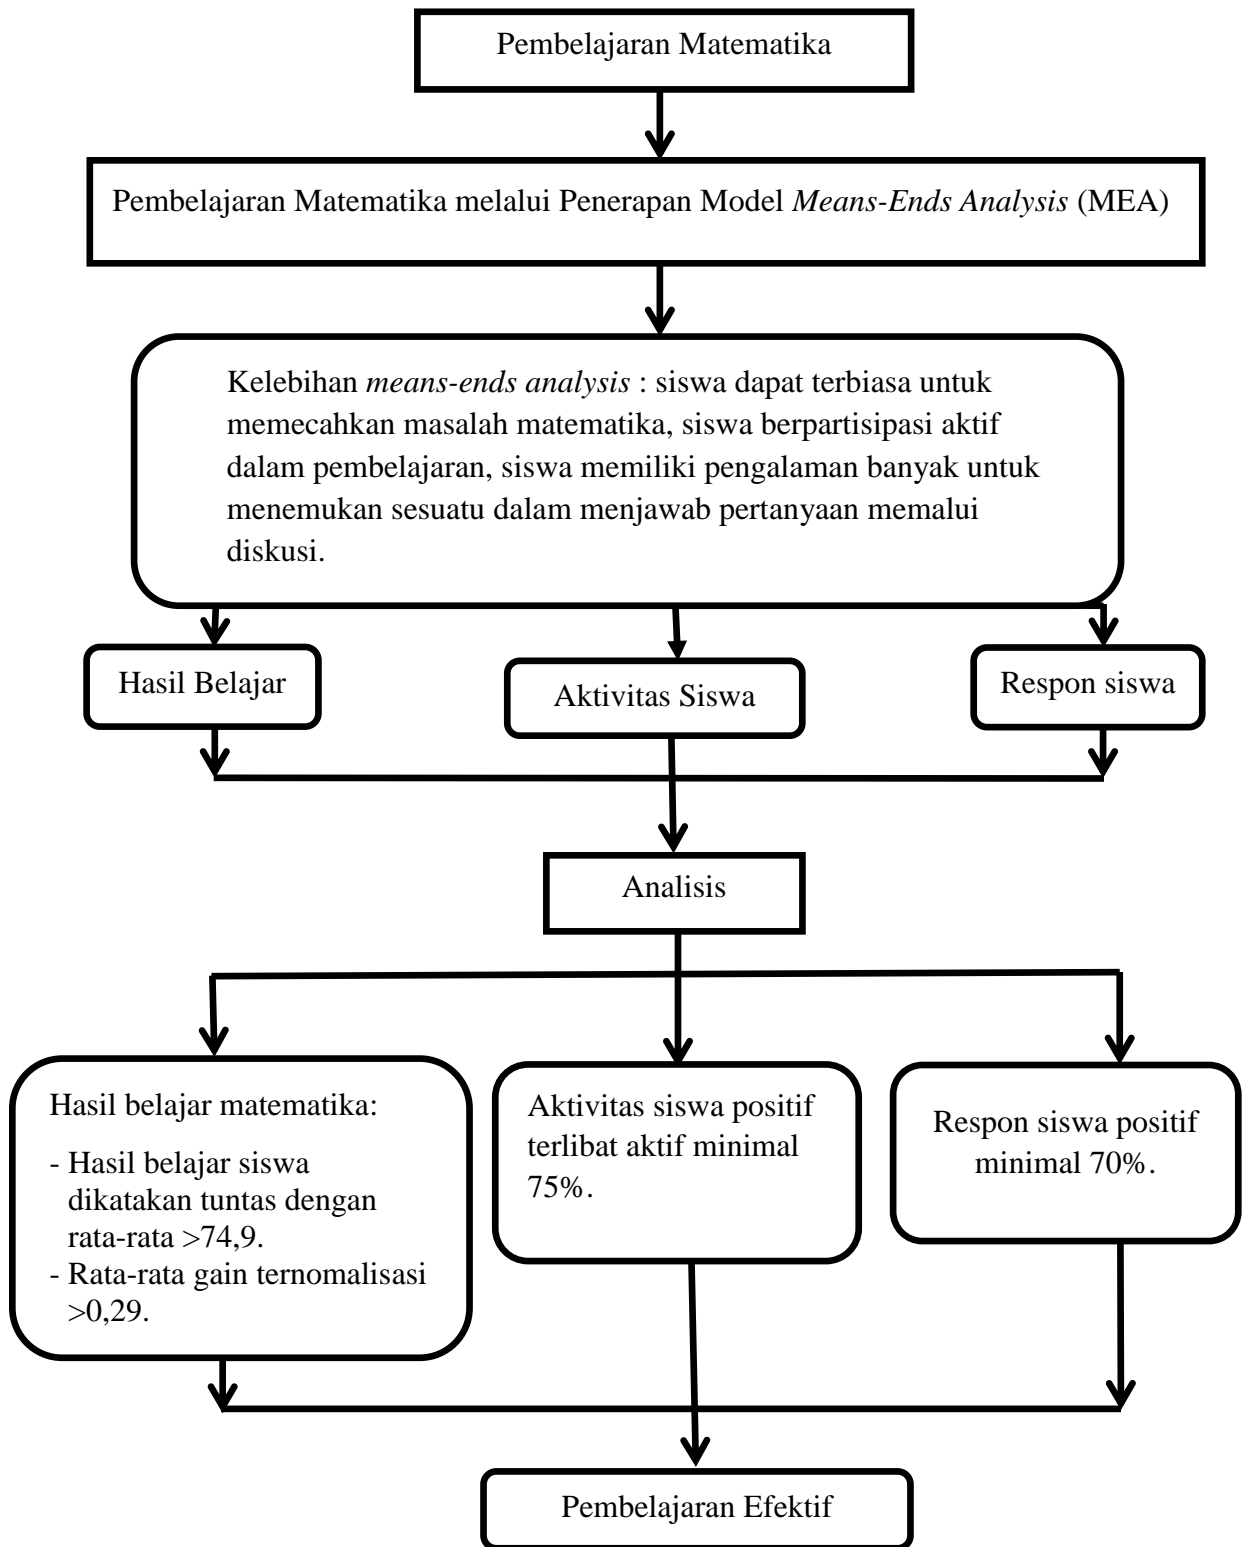 Pembelajaran Matematika
Pembelajaran Matematika melalui Penerapan Model Means-Ends Analysis (MEA)
Kelebihan means-ends analysis : siswa dapat terbiasa untuk
memecahkan masalah matematika, siswa berpartisipasi aktif
dalam pembelajaran, siswa memiliki pengalaman banyak untuk
menemukan sesuatu dalam menjawab pertanyaan memalui
diskusi.
Hasil Belajar
Aktivitas Siswa
Respon siswa
Analisis
Hasil belajar matematika:
- Hasil belajar siswa
dikatakan tuntas dengan
rata-rata >74,9.
- Rata-rata gain ternomalisasi
>0,29.
Aktivitas siswa positif
terlibat aktif minimal
75%.
Respon siswa positif
minimal 70%.
Pembelajaran Efektif